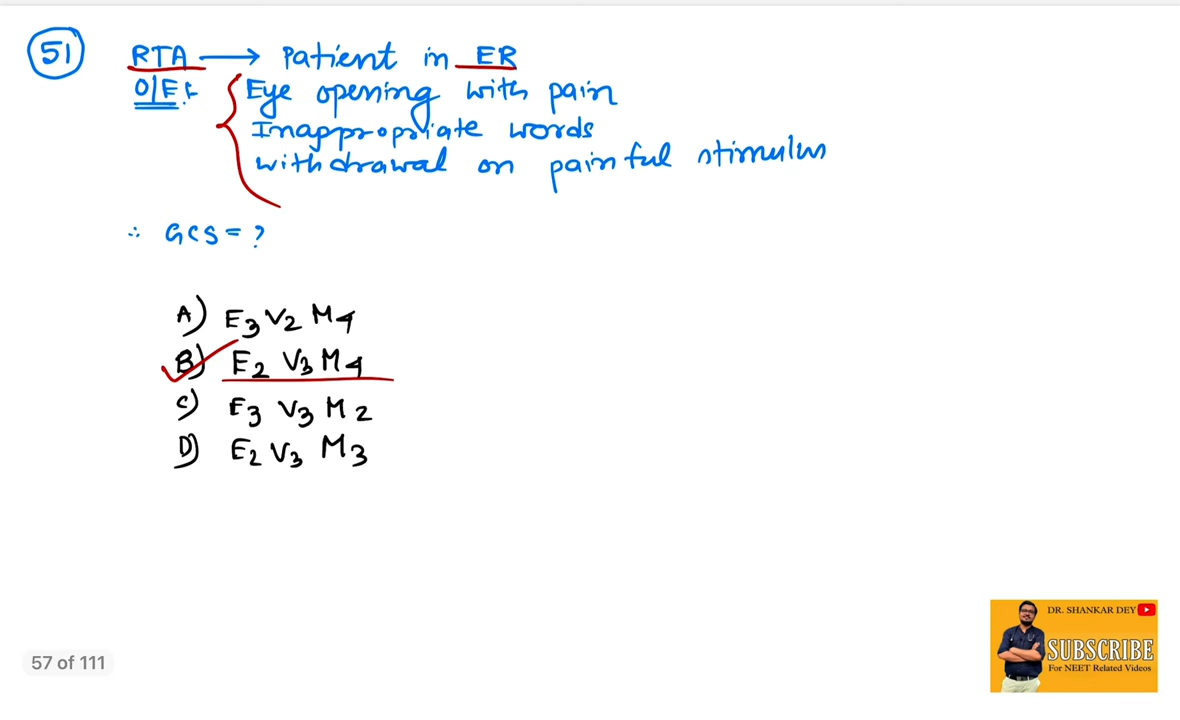 51 RTA → Patient in ER
O/E: Eye opening with pain
Inappropriate words
withdrawal on painful stimulus
∴ GCS = ?
A) E3 V2 M4
B) E2 V3 M4
C) E3 V3 M2
D) E2 V3 M3
DR. SHANKAR DEY
SUBSCRIBE
For NEET Related Videos
57 of 111